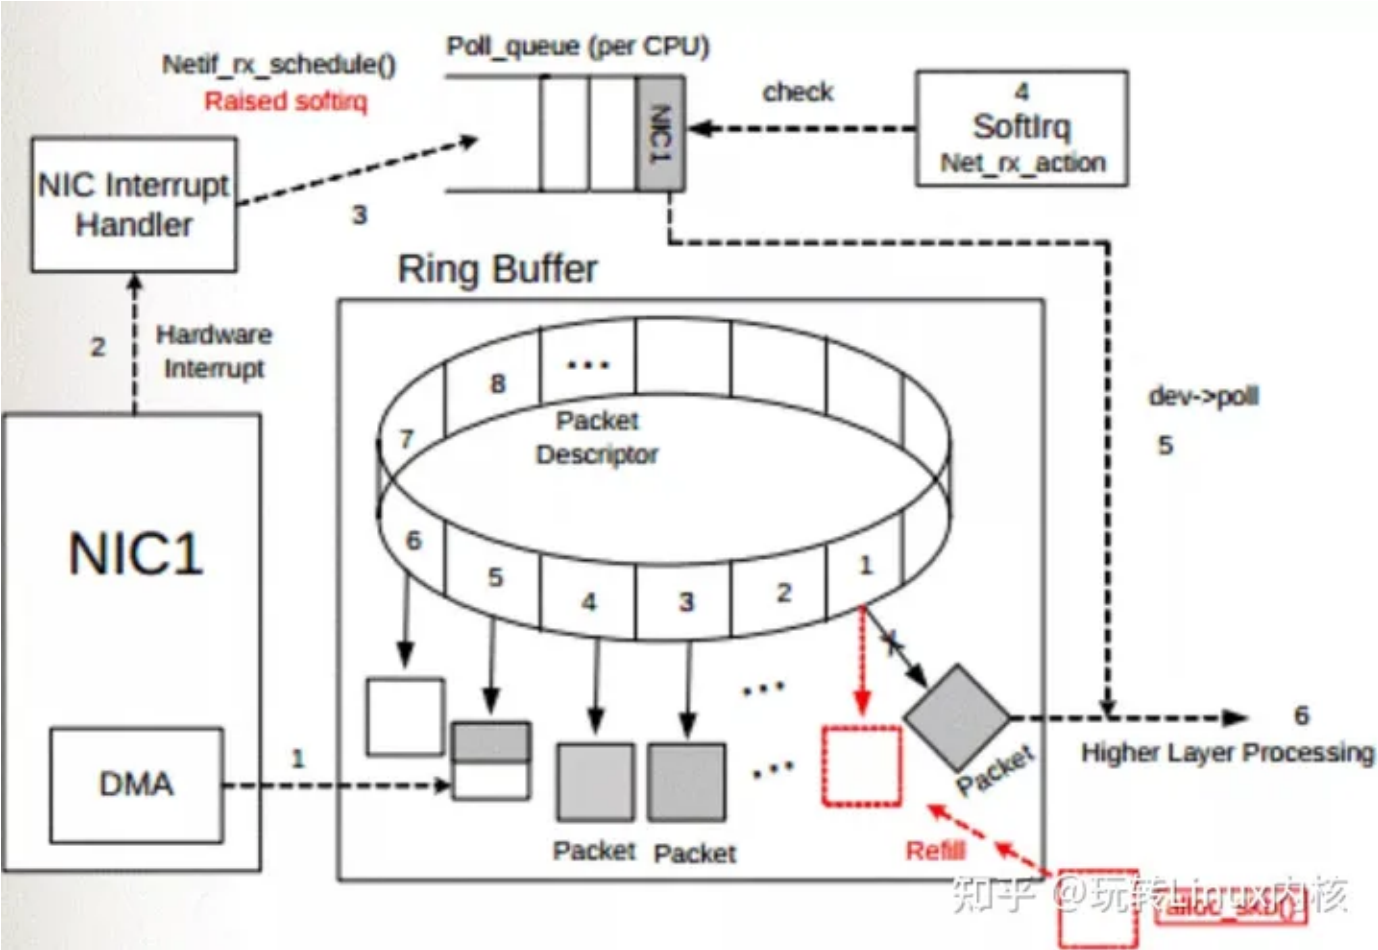 Poll_queue (per CPU)
Netif_rx_schedule()
Raised softirq
NIC1
check
4
SoftIrq
Net_rx_action
NIC Interrupt
Handler
3
Ring Buffer
2
Hardware
Interrupt
8
...
7
Packet
Descriptor
dev->poll
5
NIC1
6
5
4
3
2
1
...
...
DMA
1
6
Higher Layer Processing
Packet
Packet
Packet
Refill
知乎 @玩转Linux内核
alloc_skb()